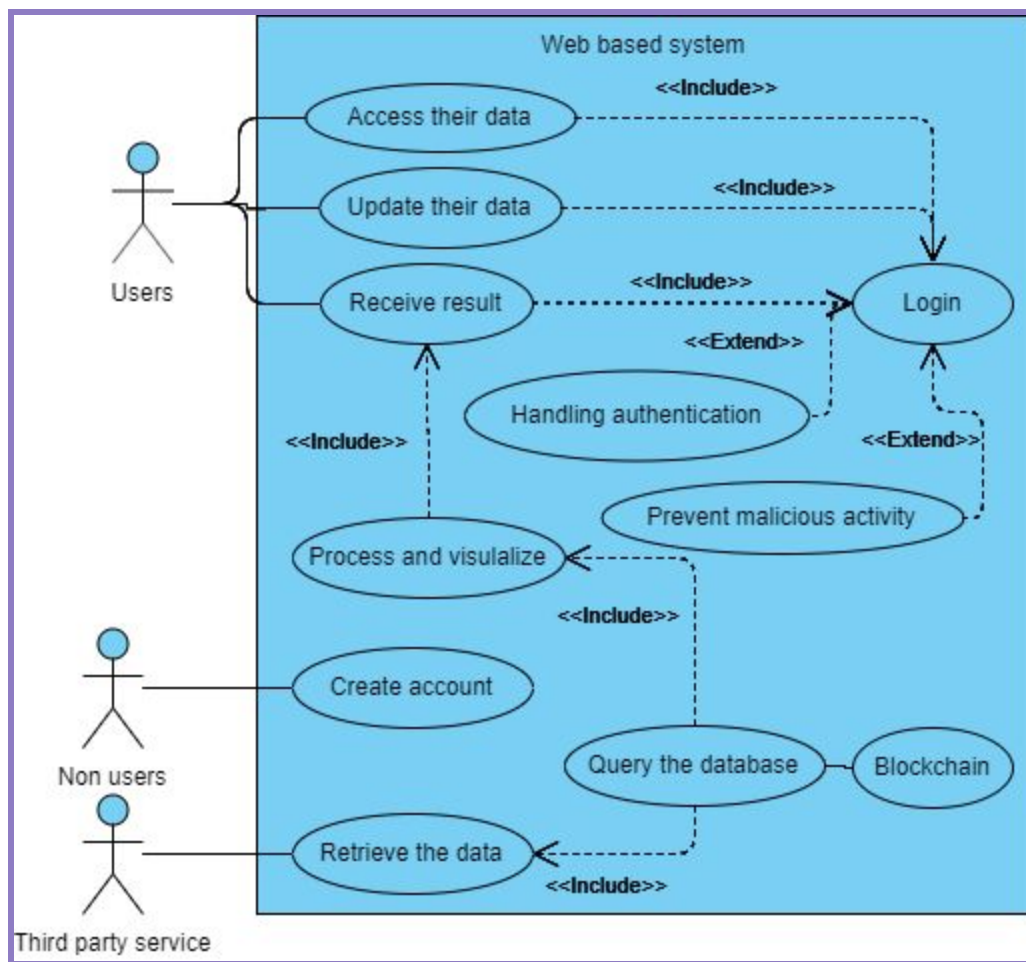 Web based system
<<Include>>
Access their data
<<Include>>
Update their data
Users
<<Include>>
Receive result
Login
<<Extend>>
Handling authentication
<<Include>>
<<Extend>>
Prevent malicious activity
Process and visulalize
<<Include>>
Create account
Non users
Query the database
Blockchain
Retrieve the data
<<Include>>
Third party service